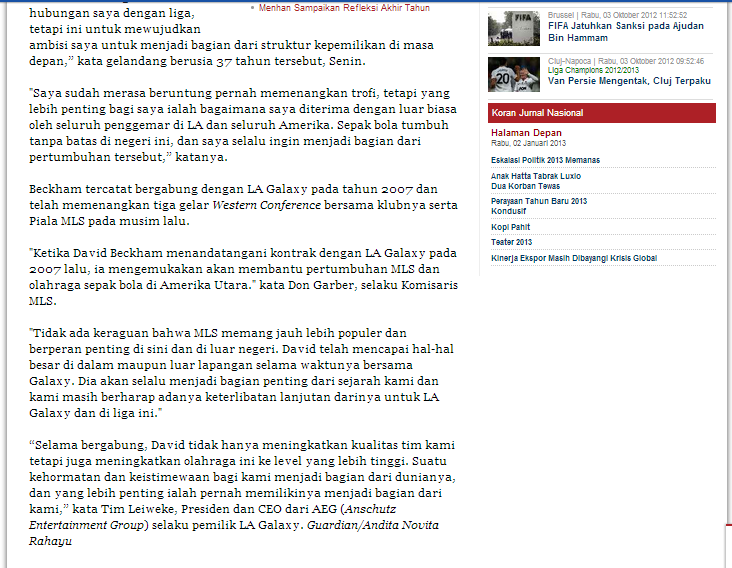 hubungan saya dengan liga,
tetapi ini untuk mewujudkan
ambisi saya untuk menjadi bagian dari struktur kepemilikan di masa
depan,” kata gelandang berusia 37 tahun tersebut, Senin.
"Saya sudah merasa beruntung pernah memenangkan trofi, tetapi yang
lebih penting bagi saya ialah bagaimana saya diterima dengan luar biasa
oleh seluruh penggemar di LA dan seluruh Amerika. Sepak bola tumbuh
tanpa batas di negeri ini, dan saya selalu ingin menjadi bagian dari
pertumbuhan tersebut,” katanya.
Beckham tercatat bergabung dengan LA Galaxy pada tahun 2007 dan
telah memenangkan tiga gelar Western Conference bersama klubnya serta
Piala MLS pada musim lalu.
"Ketika David Beckham menandatangani kontrak dengan LA Galaxy pada
2007 lalu, ia mengemukakan akan membantu pertumbuhan MLS dan
olahraga sepak bola di Amerika Utara." kata Don Garber, selaku Komisaris
MLS.
"Tidak ada keraguan bahwa MLS memang jauh lebih populer dan
berperan penting di sini dan di luar negeri. David telah mencapai hal-hal
besar di dalam maupun luar lapangan selama waktunya bersama
Galaxy. Dia akan selalu menjadi bagian penting dari sejarah kami dan
kami masih berharap adanya keterlibatan lanjutan darinya untuk LA
Galaxy dan di liga ini."
“Selama bergabung, David tidak hanya meningkatkan kualitas tim kami
tetapi juga meningkatkan olahraga ini ke level yang lebih tinggi. Suatu
kehormatan dan keistimewaan bagi kami menjadi bagian dari dunianya,
dan yang lebih penting ialah pernah memilikinya menjadi bagian dari
kami,” kata Tim Leiweke, Presiden dan CEO dari AEG (Anschutz
Entertainment Group) selaku pemilik LA Galaxy. Guardian/Andita Novita
Rahayu
Menhan Sampaikan Refleksi Akhir Tahun
Brussel | Rabu, 03 Oktober 2012 11:52:52
FIFA Jatuhkan Sanksi pada Ajudan
Bin Hammam
FIFA
Cluj-Napoca | Rabu, 03 Oktober 2012 09:52:46
Liga Champions 2012/2013
Van Persie Mengentak, Cluj Terpaku
20
Koran Jurnal Nasional
Halaman Depan
Rabu, 02 Januari 2013
Eskalasi Politik 2013 Memanas
Anak Hatta Tabrak Luxio
Dua Korban Tewas
Perayaan Tahun Baru 2013
Kondusif
Kopi Pahit
Teater 2013
Kinerja Ekspor Masih Dibayangi Krisis Global